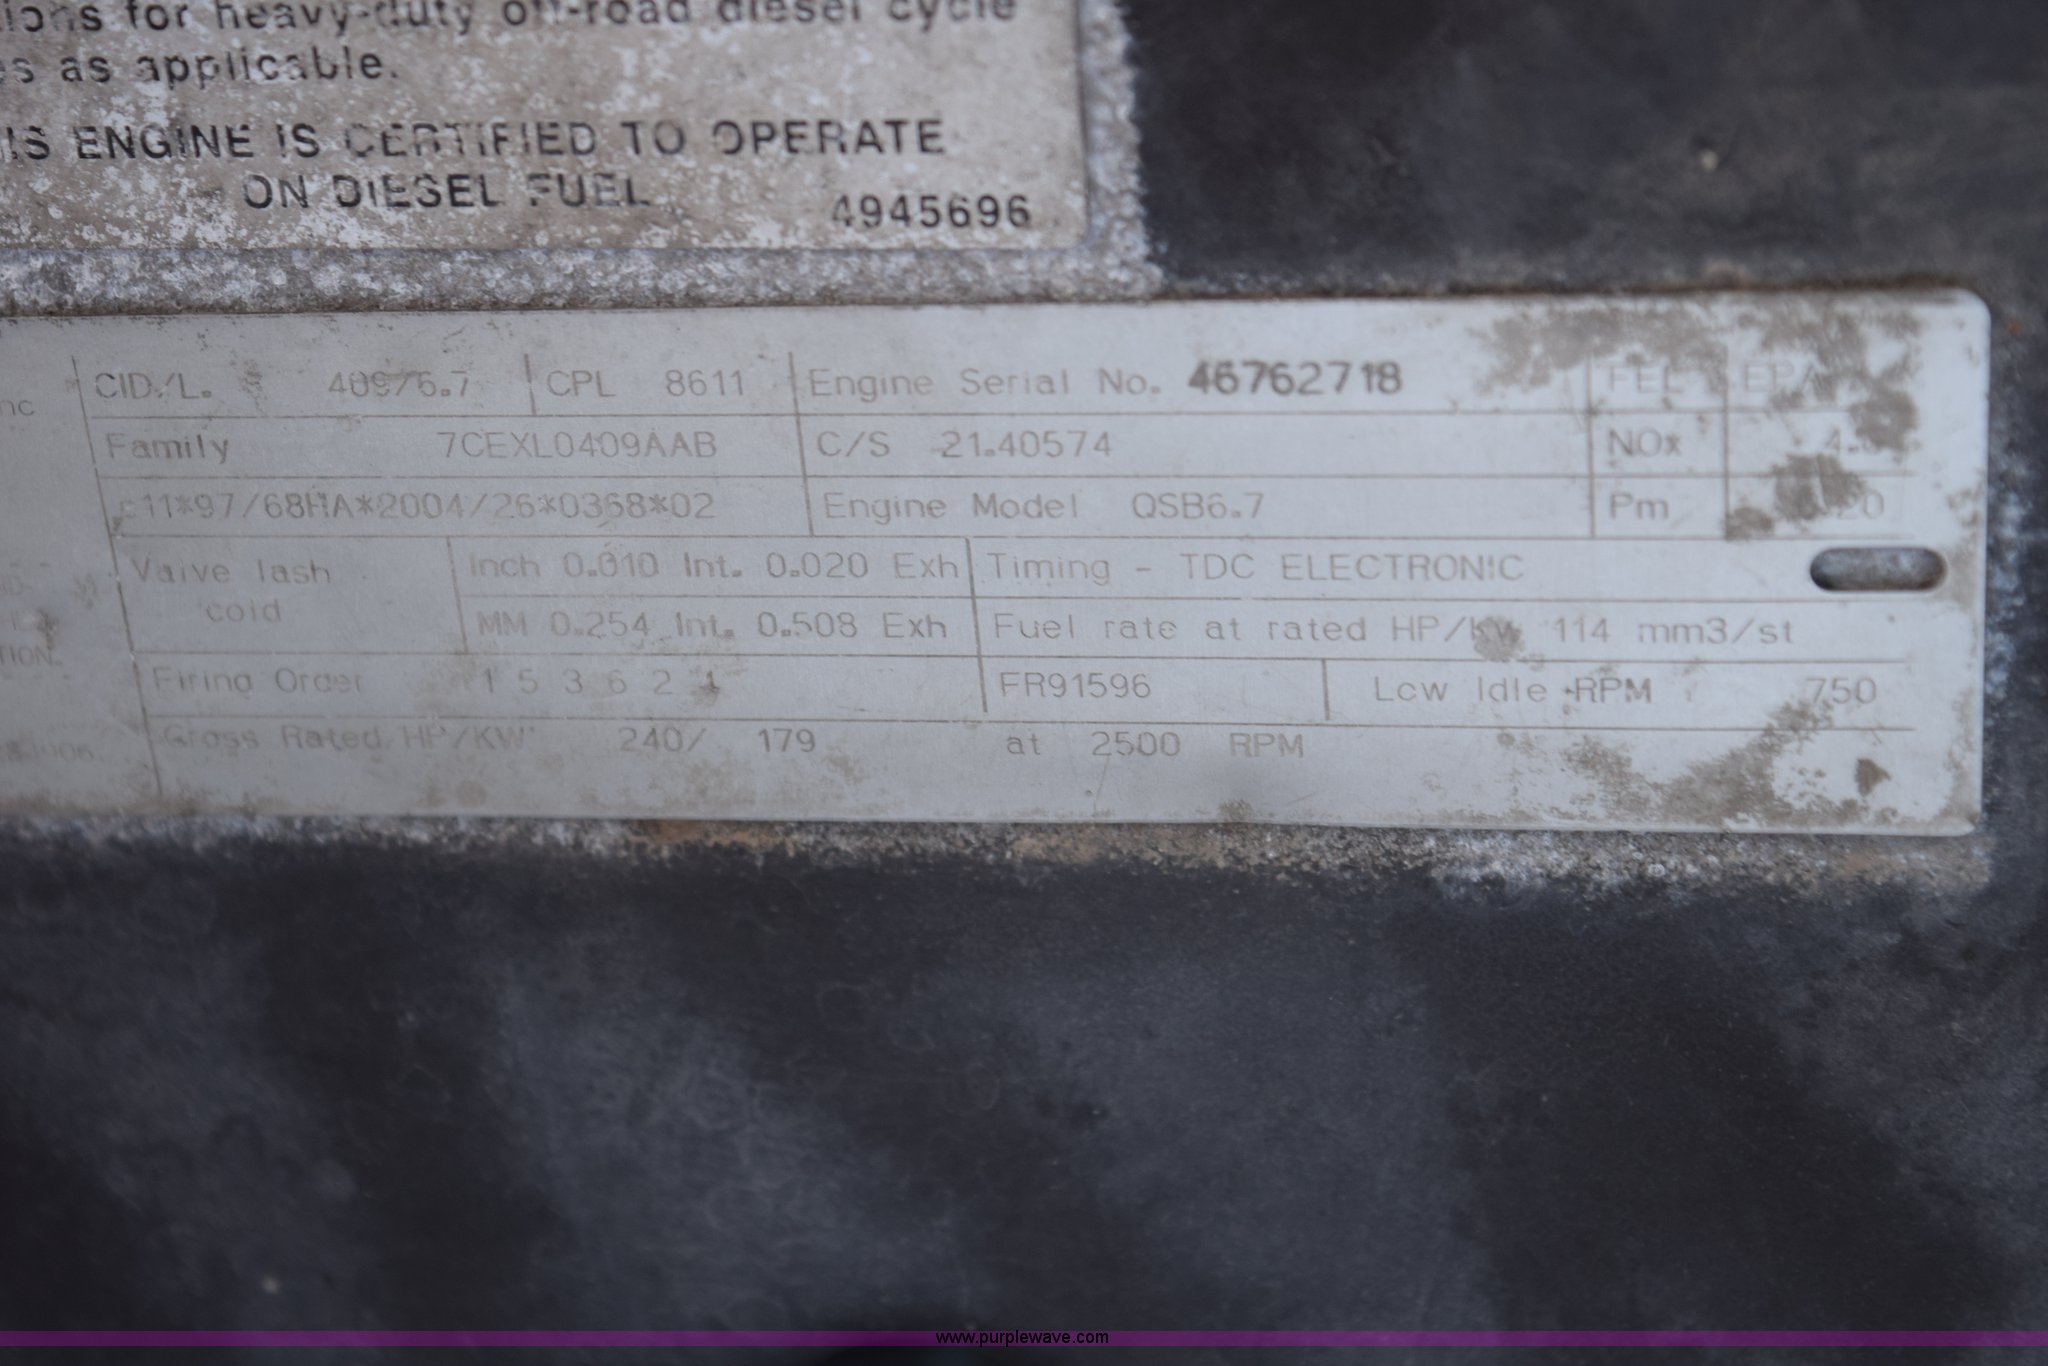 ions for heavy-duty off-road diesel cycle
es as applicable.
IS ENGINE IS CERTIFIED TO OPERATE
ON DIESEL FUEL
4945696
nc
CID./L. 409/6.7 CPL 8611 Engine Serial No. 46762718 FEL EPA
Family 7CEXL0409AAB C/S 21.40574 NOx
e11*97/68HA*2004/26*0368*02 Engine Model QSB6.7 Pm
Valve lash cold
Inch 0.010 Int. 0.020 Exh Timing - TDC ELECTRONIC
MM 0.254 Int. 0.508 Exh Fuel rate at rated HP/KW 114 mm3/st
TION.
Firing Order 1 5 3 6 2 4 FR91596 Low Idle RPM 750
Gross Rated HP/KW 240/ 179 at 2500 RPM
www.purplewave.com